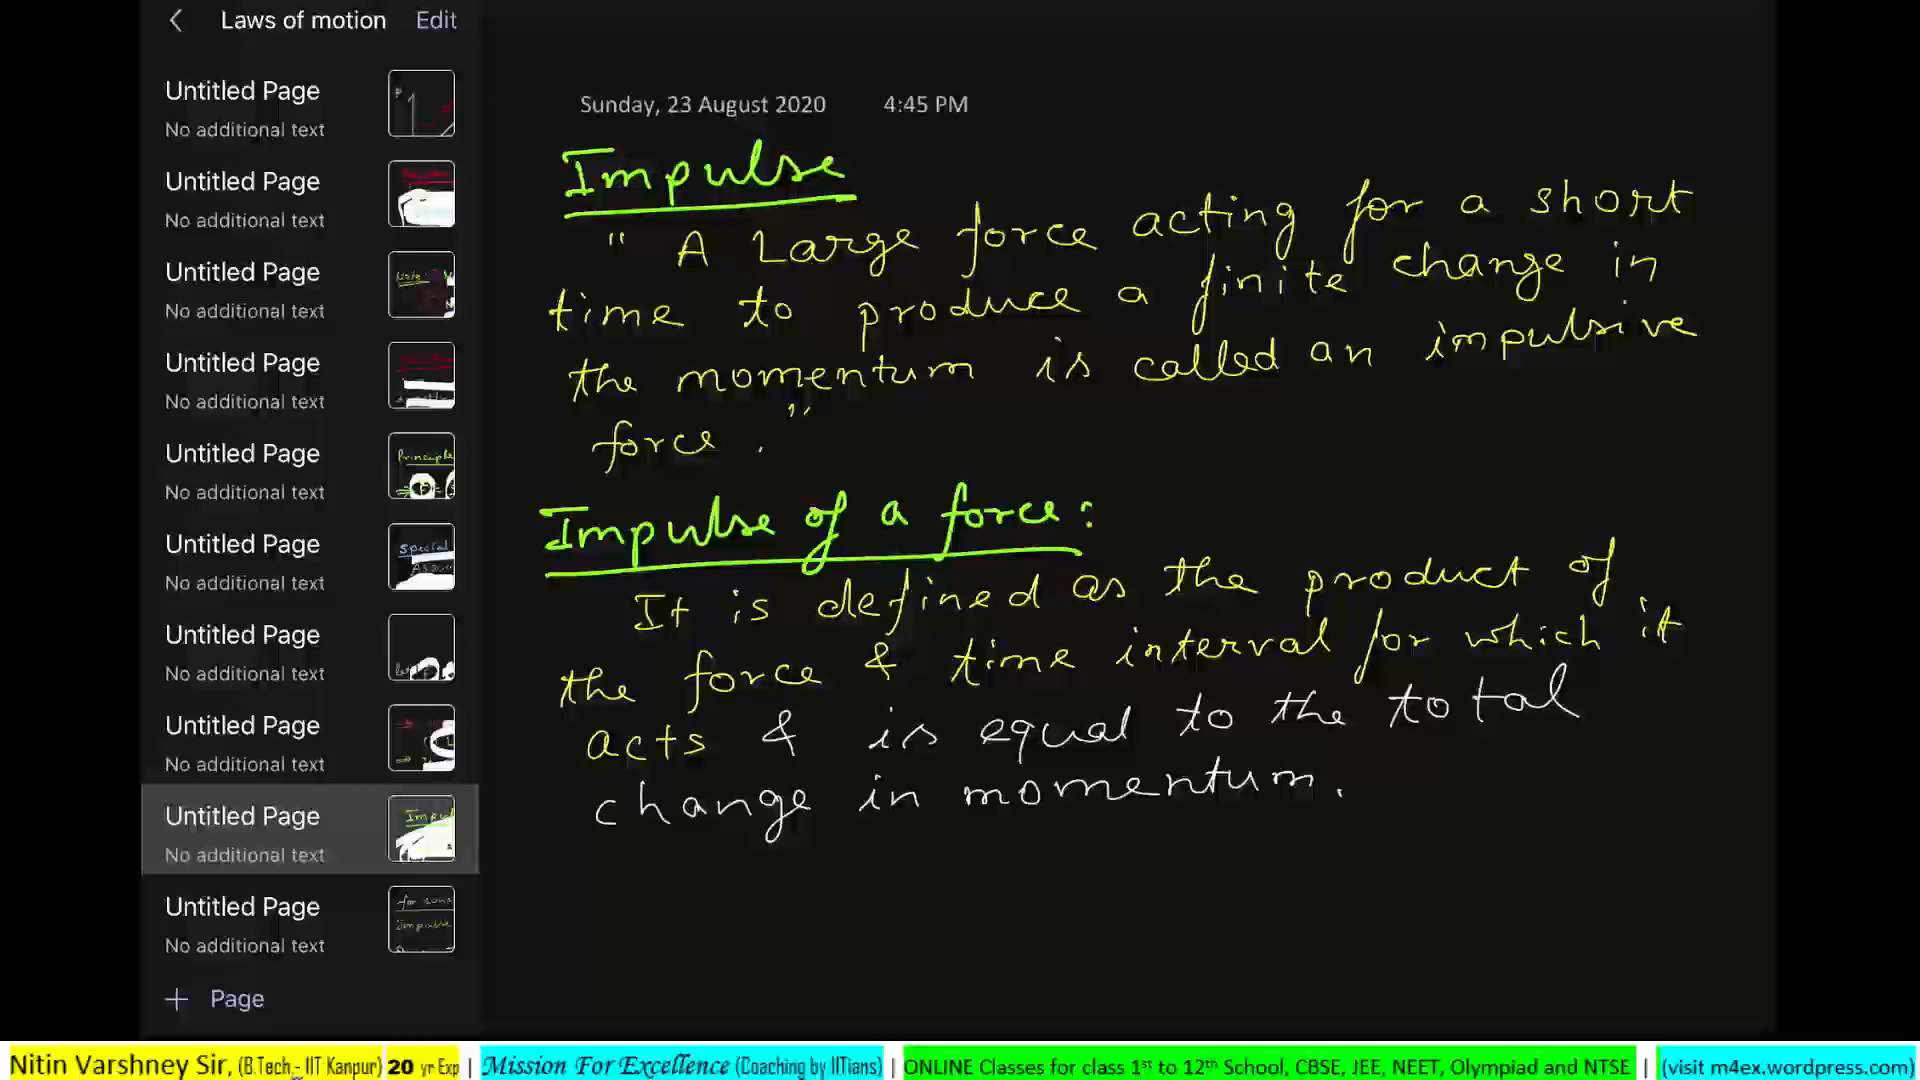 Laws of motion Edit
Untitled Page
No additional text
Untitled Page
No additional text
Untitled Page
No additional text
Untitled Page
No additional text
Untitled Page
No additional text
Untitled Page
No additional text
Untitled Page
No additional text
Untitled Page
No additional text
Untitled Page
No additional text
Untitled Page
No additional text
+ Page
Sunday, 23 August 2020 4:45 PM
Impulse
" A Large force acting for a short
time to produce a finite change in
the momentum is called an impulsive
force . "
Impulse of a force :
It is defined as the product of
the force & time interval for which it
acts & is equal to the total
change in momentum.
Nitin Varshney Sir, (B.Tech.- IIT Kanpur) 20 yr Exp | Mission For Excellence (Coaching by IITians) | ONLINE Classes for class 1st to 12th School, CBSE, JEE, NEET, Olympiad and NTSE | (visit m4ex.wordpress.com)